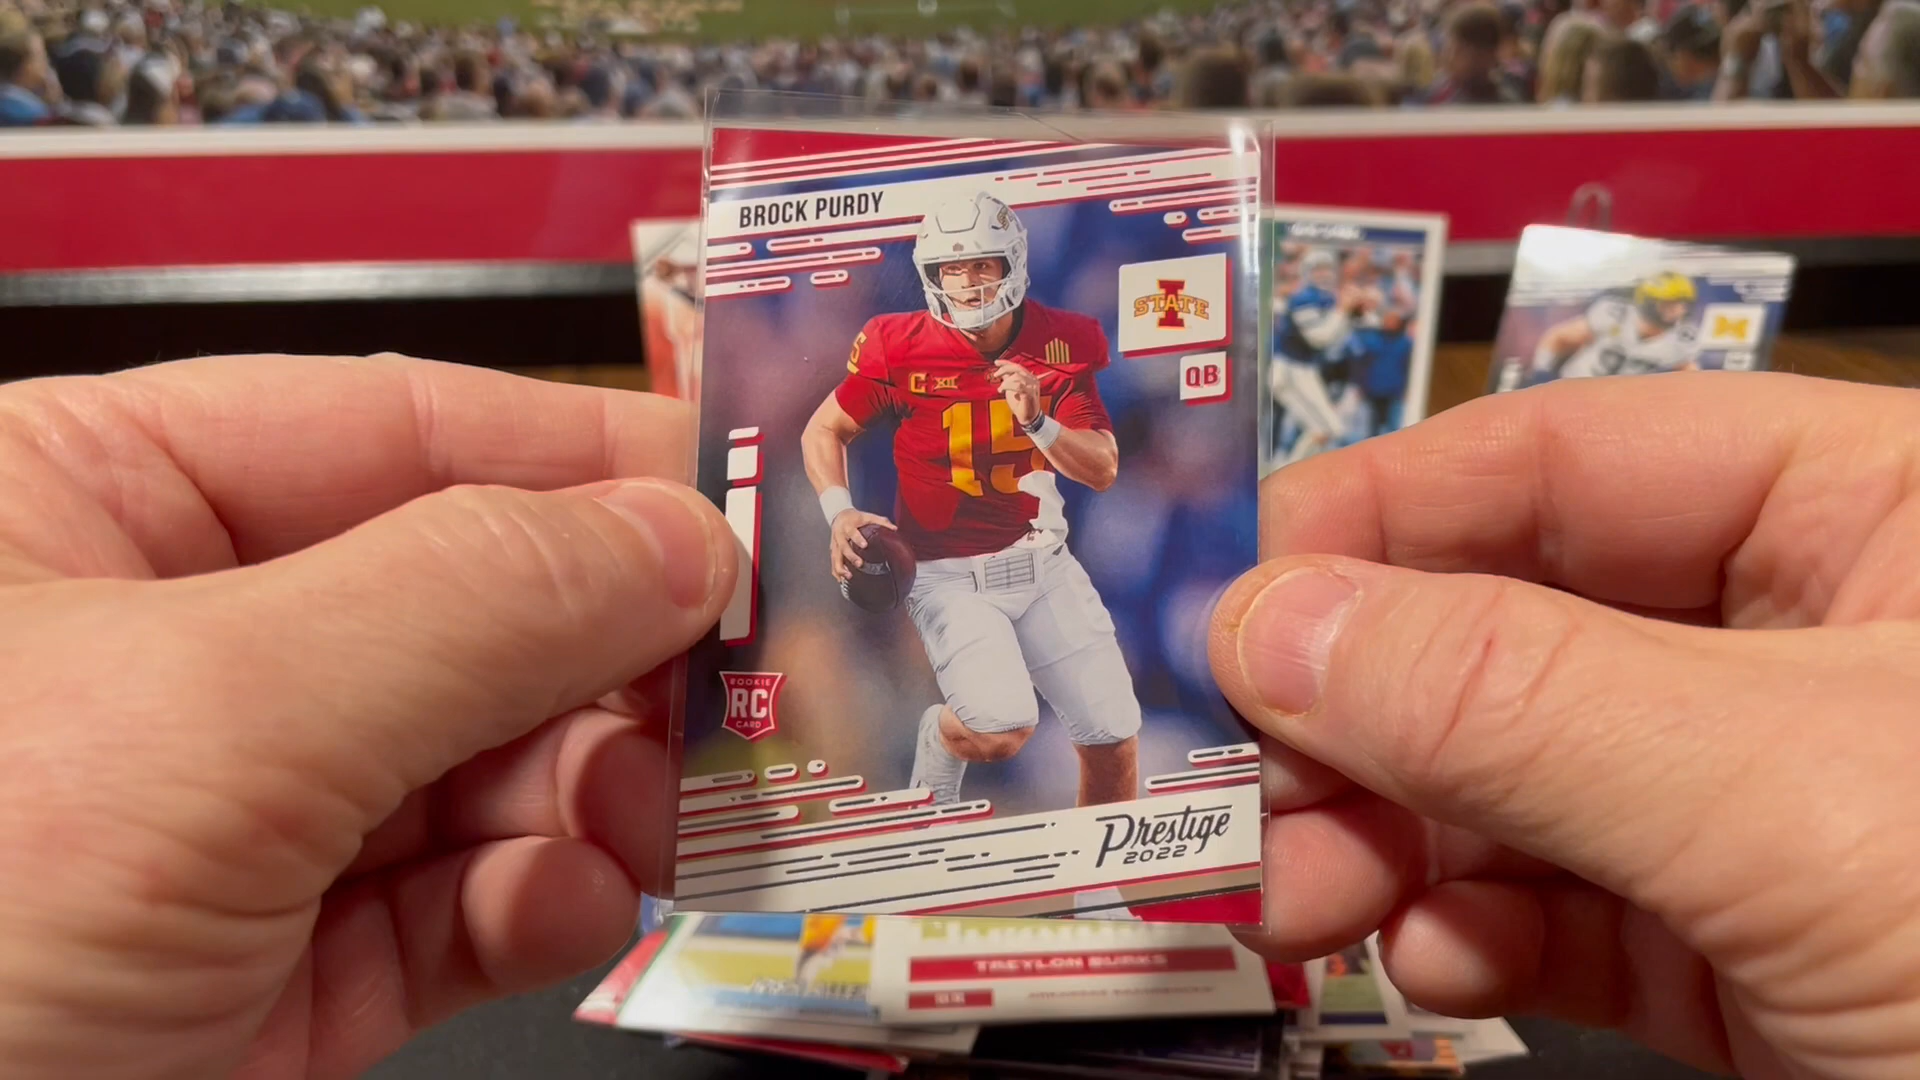 BROCK PURDY
STATE
QB
C XII
15
ROOKIE
RC
CARD
Prestige
2022
TREYLON BURKS